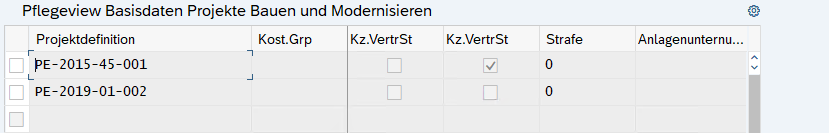 Pflegeview Basisdaten Projekte Bauen und Modernisieren
Projektdefinition Kost.Grp Kz.VertrSt Kz.VertrSt Strafe Anlagenunternu...
PE-2015-45-001 0
PE-2019-01-002 0